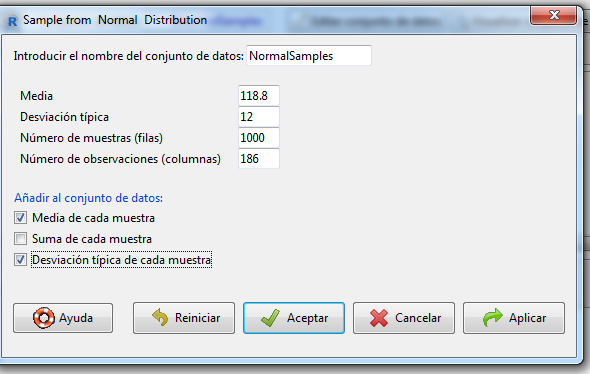 Sample from Normal Distribution
Introducir el nombre del conjunto de datos: NormalSamples
Media 118.8
Desviación típica 12
Número de muestras (filas) 1000
Número de observaciones (columnas) 186
Añadir al conjunto de datos:
Media de cada muestra
Suma de cada muestra
Desviación típica de cada muestra
Ayuda Reiniciar Aceptar Cancelar Aplicar